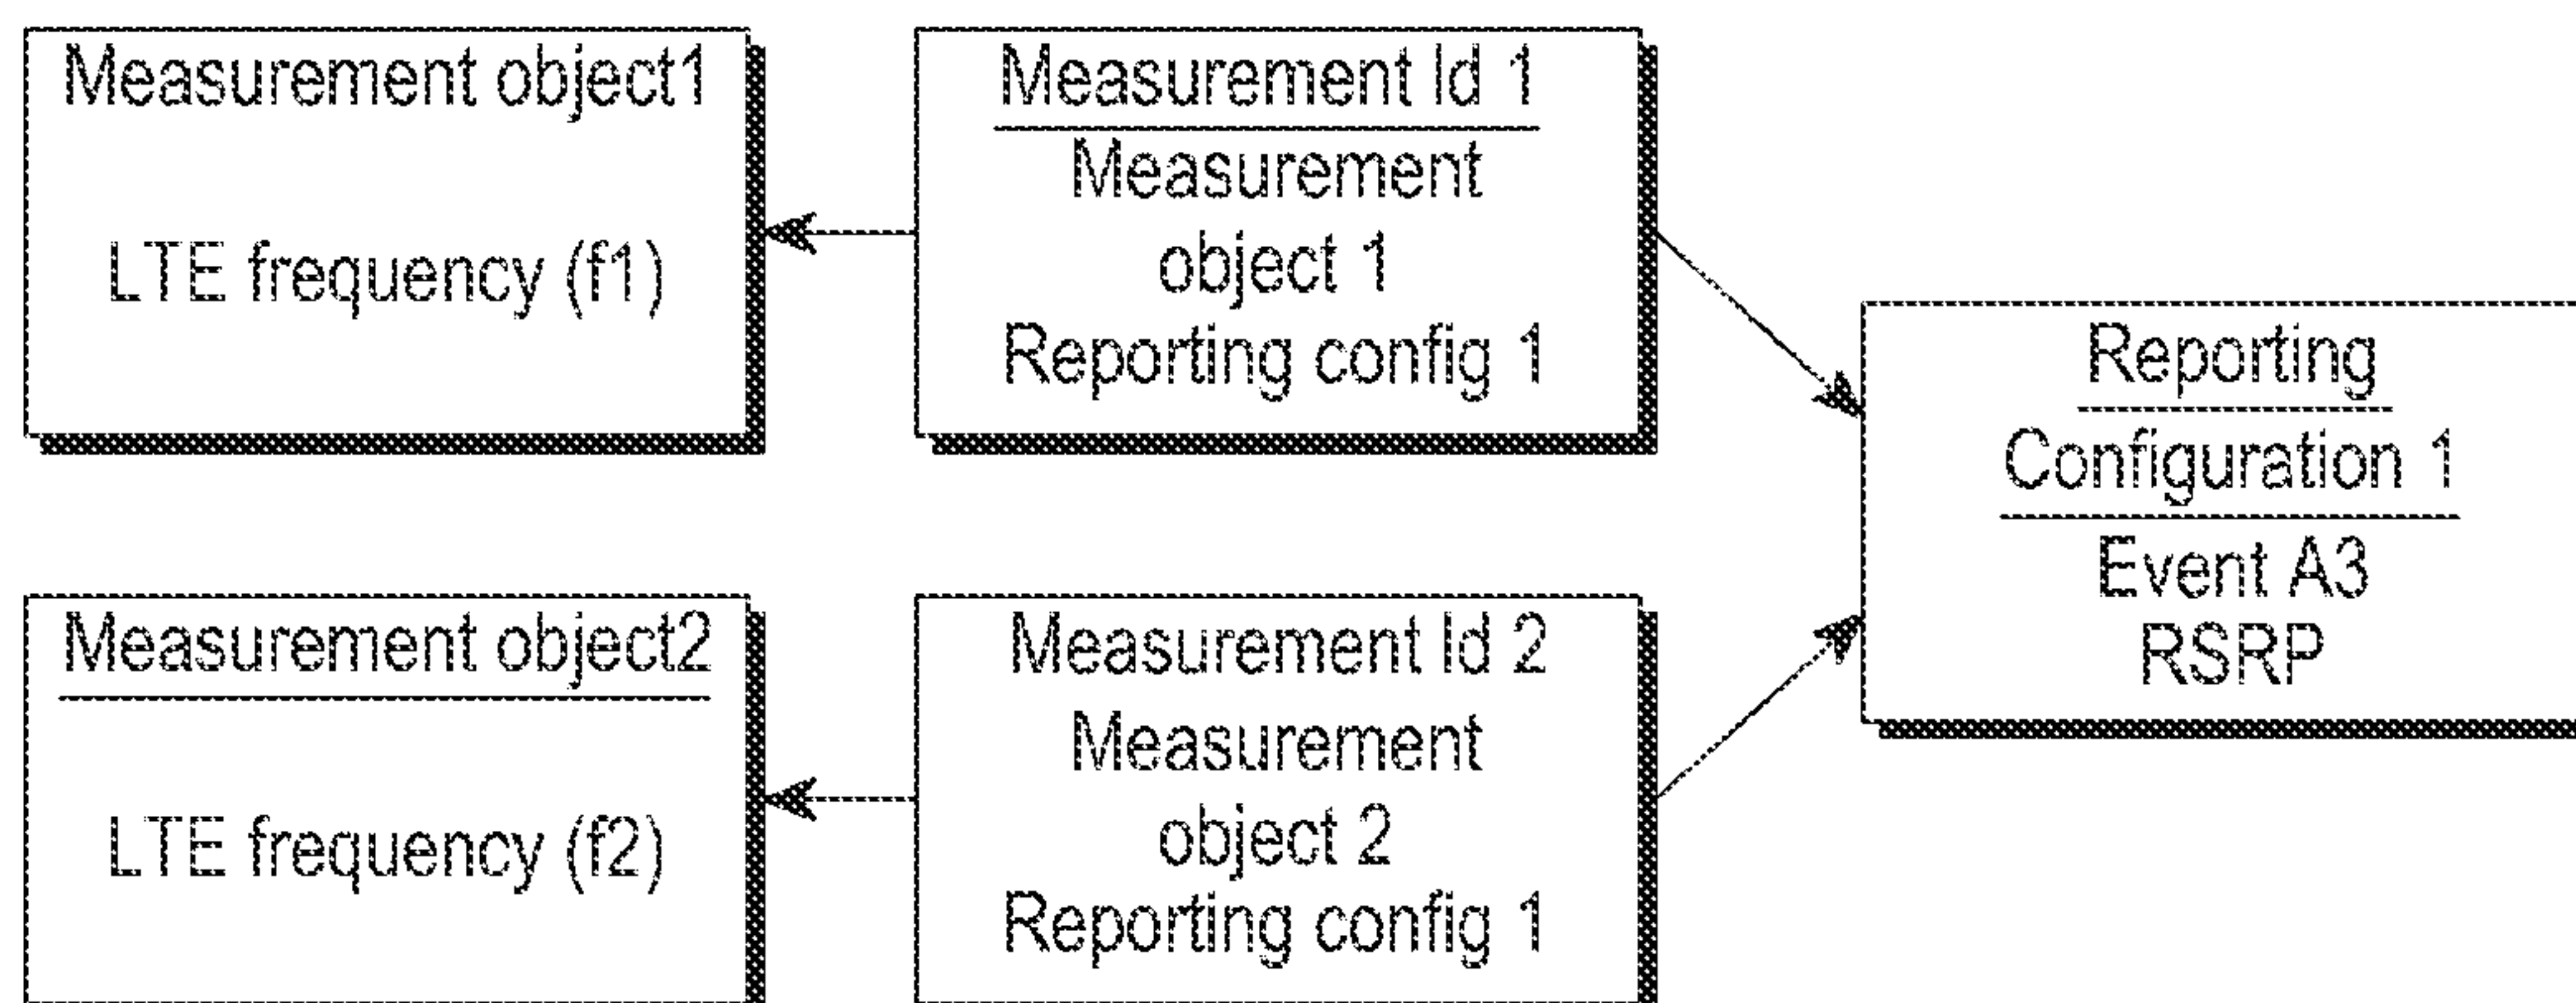 Measurement object1
LTE frequency (f1)
Measurement Id 1
Measurement
object 1
Reporting config 1
Reporting
Configuration 1
Event A3
RSRP
Measurement object2
LTE frequency (f2)
Measurement Id 2
Measurement
object 2
Reporting config 1